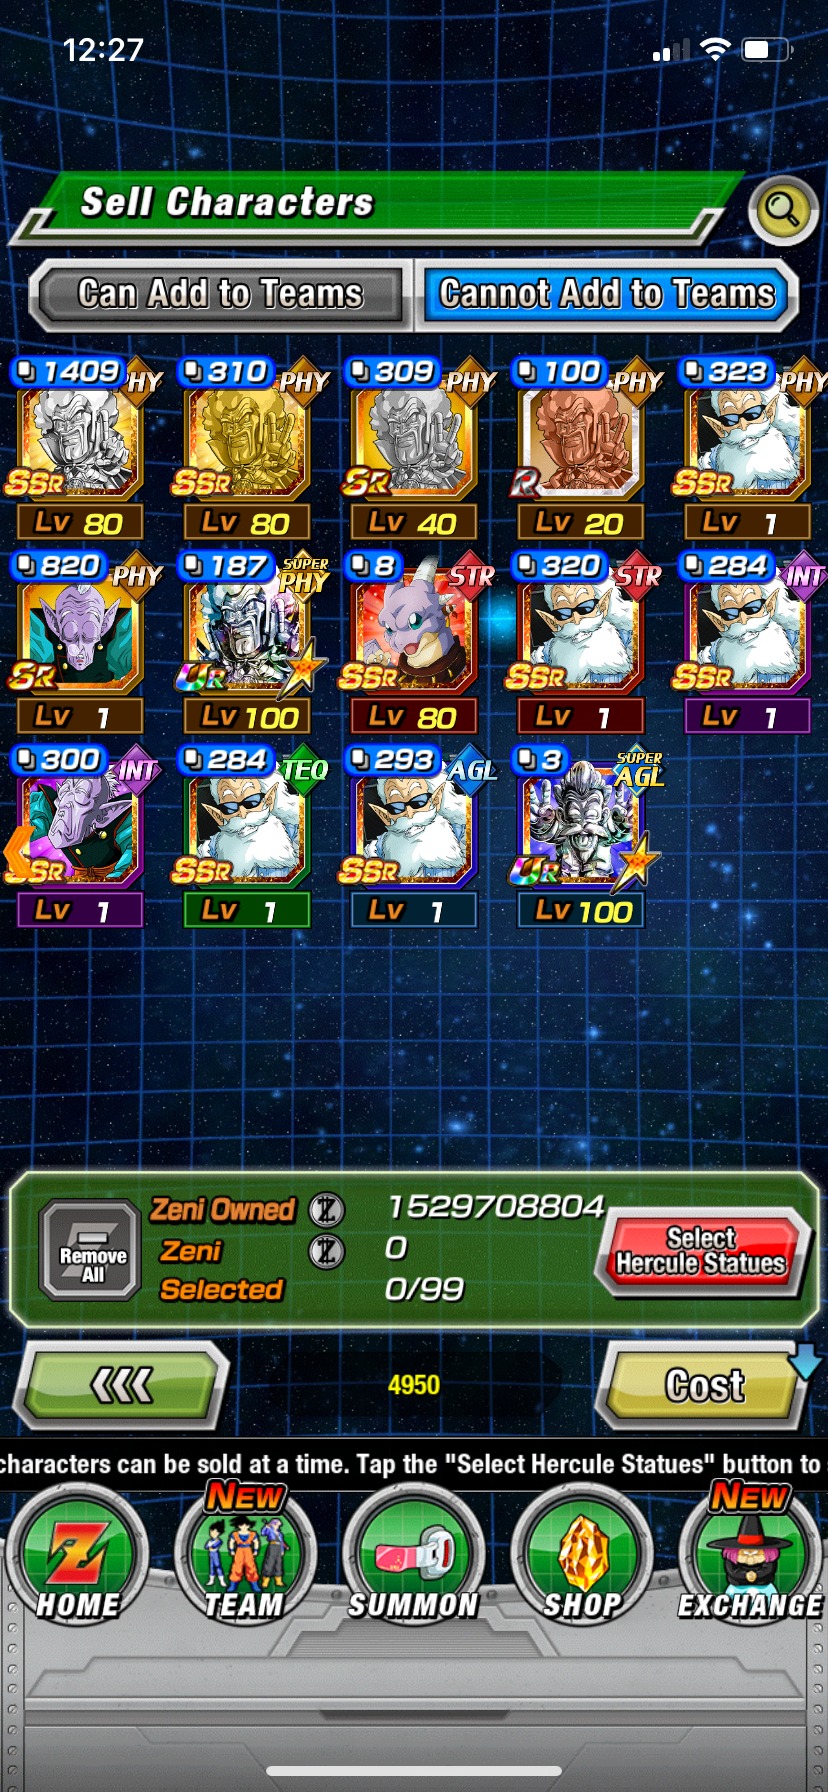 12:27
Sell Characters
Can Add to Teams
Cannot Add to Teams
1409 PHY
310 PHY
309 PHY
100 PHY
323 PHY
SSR
SSR
SR
R
SSR
Lv 80
Lv 80
Lv 40
Lv 20
Lv 1
820 PHY
187 SUPER PHY
8 STR
320 STR
284 INT
SR
UR
SSR
SSR
SSR
Lv 1
Lv 100
Lv 80
Lv 1
Lv 1
300 INT
284 TEQ
293 AGL
3 SUPER AGL
SSR
SSR
SSR
UR
Lv 1
Lv 1
Lv 1
Lv 100
Remove
All
Zeni Owned 1529708804
Zeni 0
Selected 0/99
Select
Hercule Statues
4950
Cost
characters can be sold at a time. Tap the "Select Hercule Statues" button to
NEW
NEW
HOME
TEAM
SUMMON
SHOP
EXCHANGE